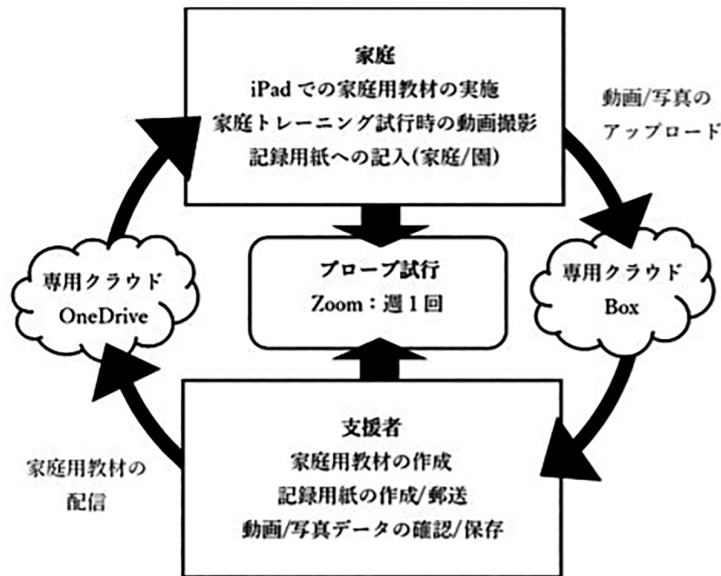 家庭
iPadでの家庭用教材の実施
家庭トレーニング試行時の動画撮影
記録用紙への記入(家庭/園)
動画/写真の
アップロード
専用クラウド
OneDrive
プローブ試行
Zoom：週1回
専用クラウド
Box
支援者
家庭用教材の作成
記録用紙の作成/郵送
動画/写真データの確認/保存
家庭用教材の
配信